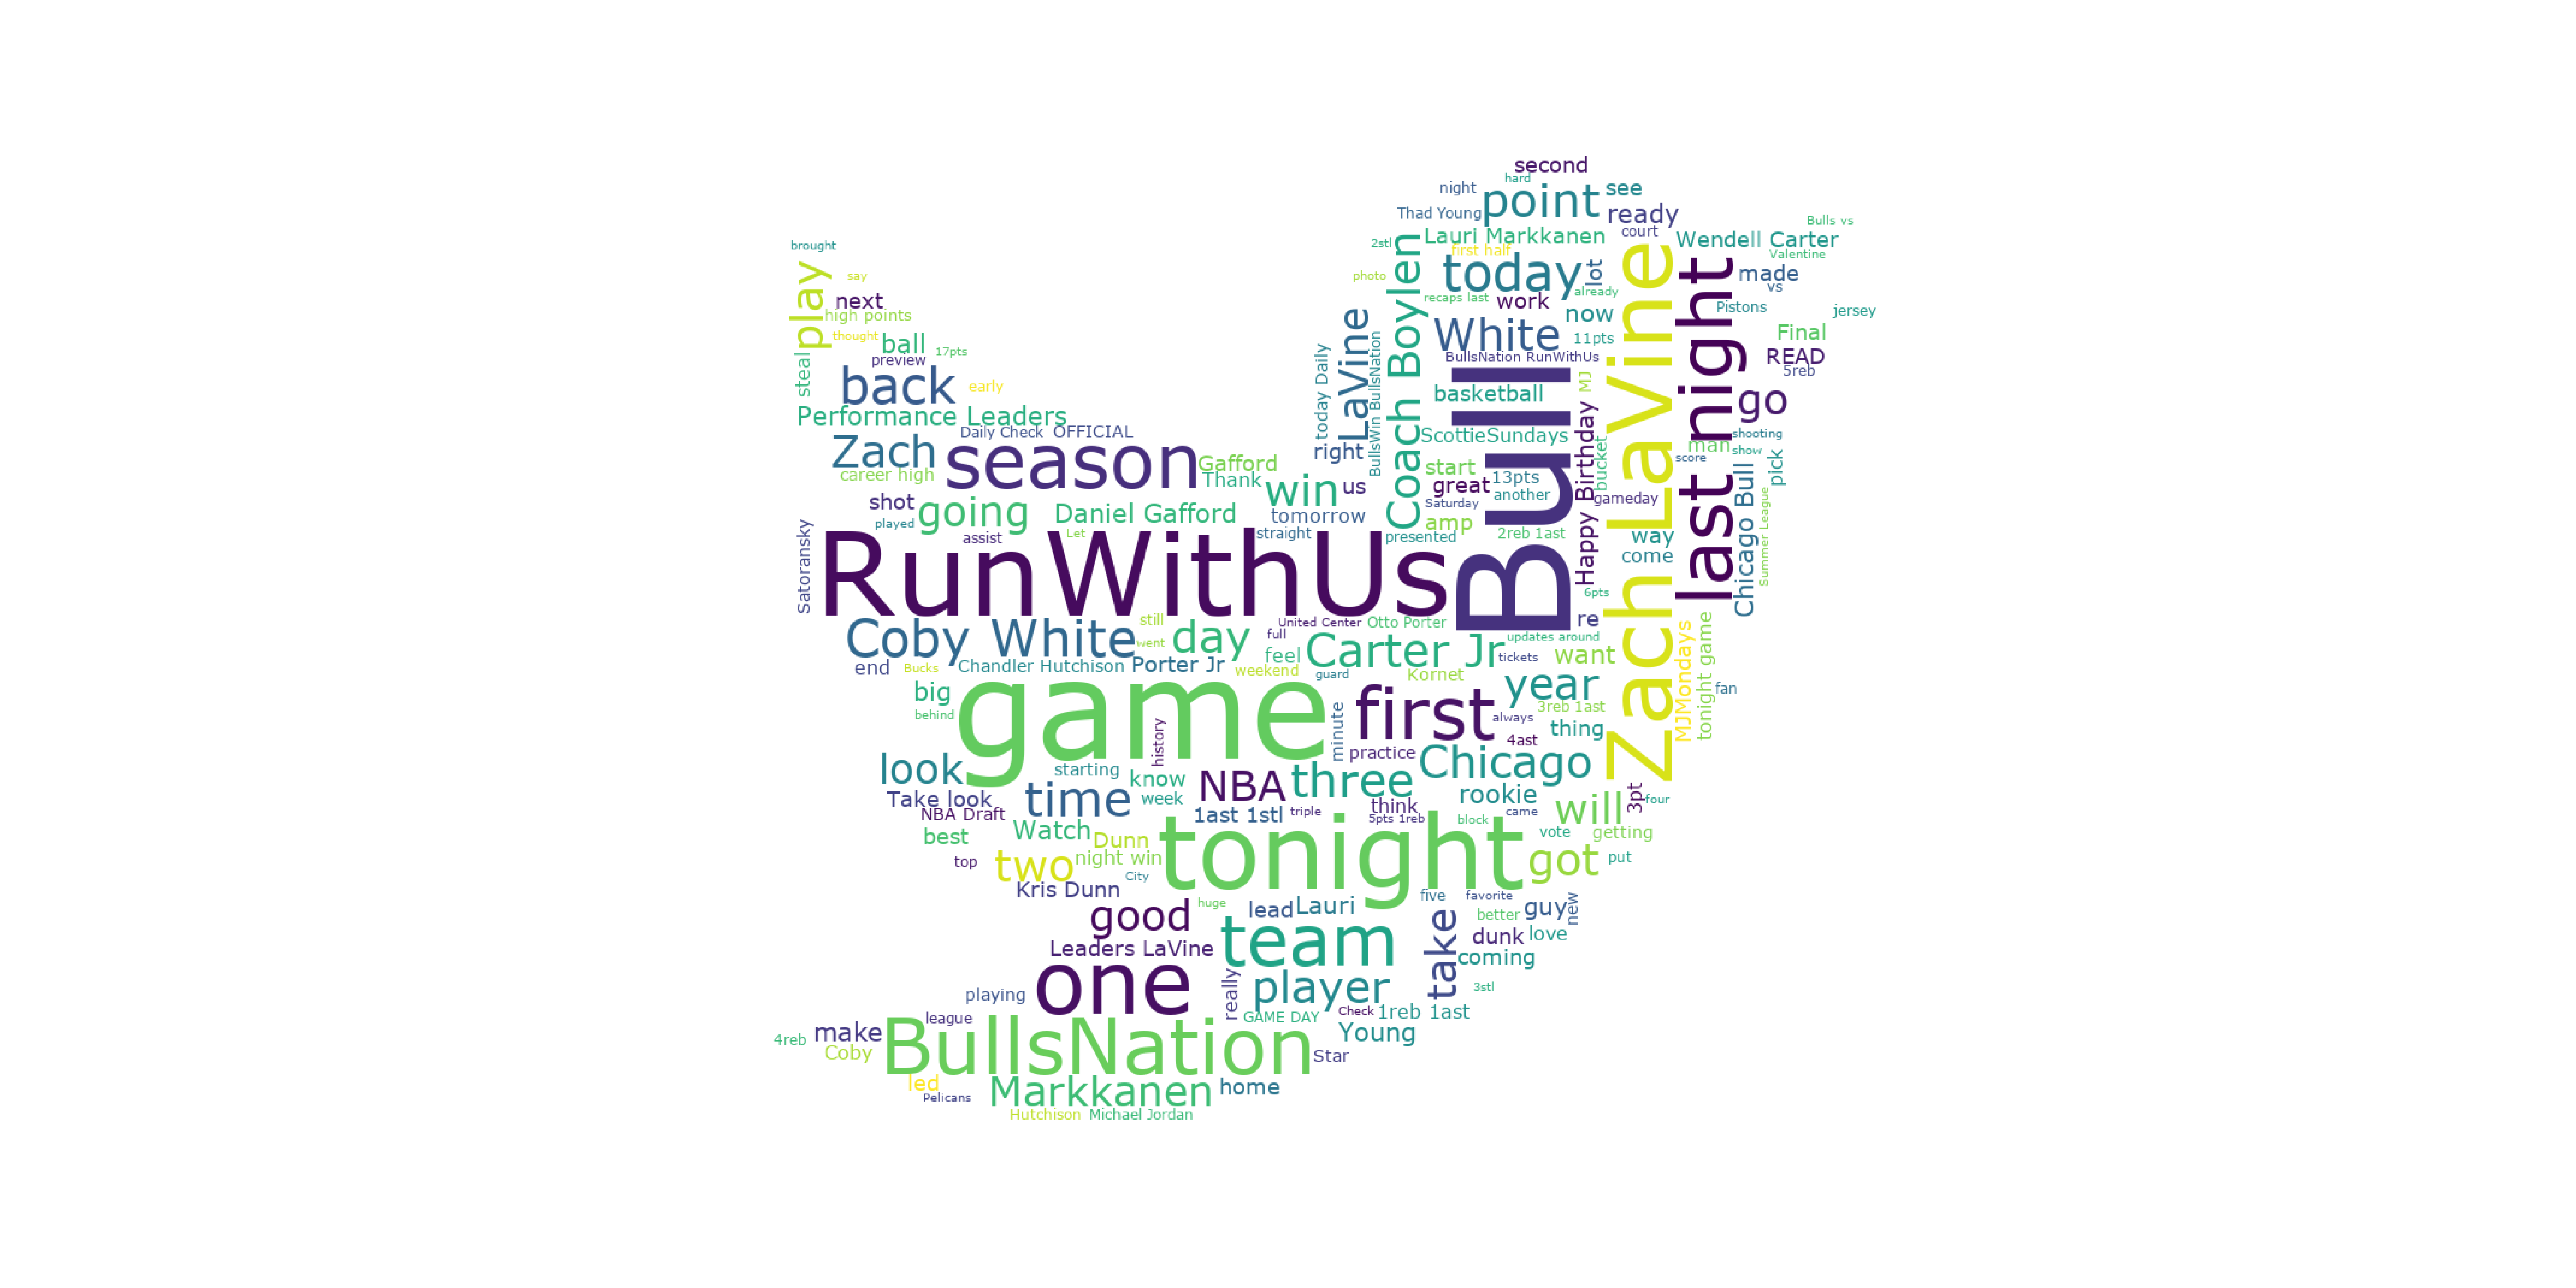 second
hard
night
point
see
Thad Young
ready
Bulls vs
court
2stl
Lauri Markkanen
Wendell Carter
brought
first half
Valentine
say
photo
today
lot
made
play
next
recaps last
work
already
vs
high points
now
Pistons
jersey
thought
ball
17pts
White
11pts
Final
preview
BullsNation RunWithUs
READ
steal
back
early
today Daily
LaVine
Coach Boylen
basketball
MJ
5reb
go
Performance Leaders
BullsWin BullsNation
Bull
Zach LaVine
last night
Daily Check
OFFICIAL
ScottieSundays
Happy Birthday
shooting
Zach
season
right
bucket
man
show
career high
Gafford
start
score
pick
Thank
win
us
great
13pts
another
gameday
Chicago Bull
Summer League
shot
going
Daniel Gafford
tomorrow
Saturday
amp
played
assist
Let
straight
presented
2reb 1ast
way
Satoransky
RunWithUs
come
6pts
Coby White
still
day
United Center
Otto Porter
re
went
full
Carter Jr
updates around
end
Bucks
Chandler Hutchison
Porter Jr
feel
tickets
want
MJMondays
tonight game
weekend
guard
Kornet
big
game
first
year
fan
behind
history
minute
always
3reb 1ast
thing
practice
4ast
look
starting
know
NBA
three
Chicago
Take look
time
week
think
rookie
will
3pt
four
NBA Draft
1ast 1stl
triple
5pts 1reb
came
best
Watch
Dunn
tonight
block
vote
getting
top
two
night win
got
put
City
Kris Dunn
huge
lead
Lauri
five
favorite
good
take
better
guy
new
Leaders LaVine
team
dunk
love
coming
one
really
player
3stl
playing
league
GAME DAY
Check
1reb 1ast
4reb
make
BullsNation
Young
Coby
Star
led
Markkanen
home
Pelicans
Hutchison
Michael Jordan